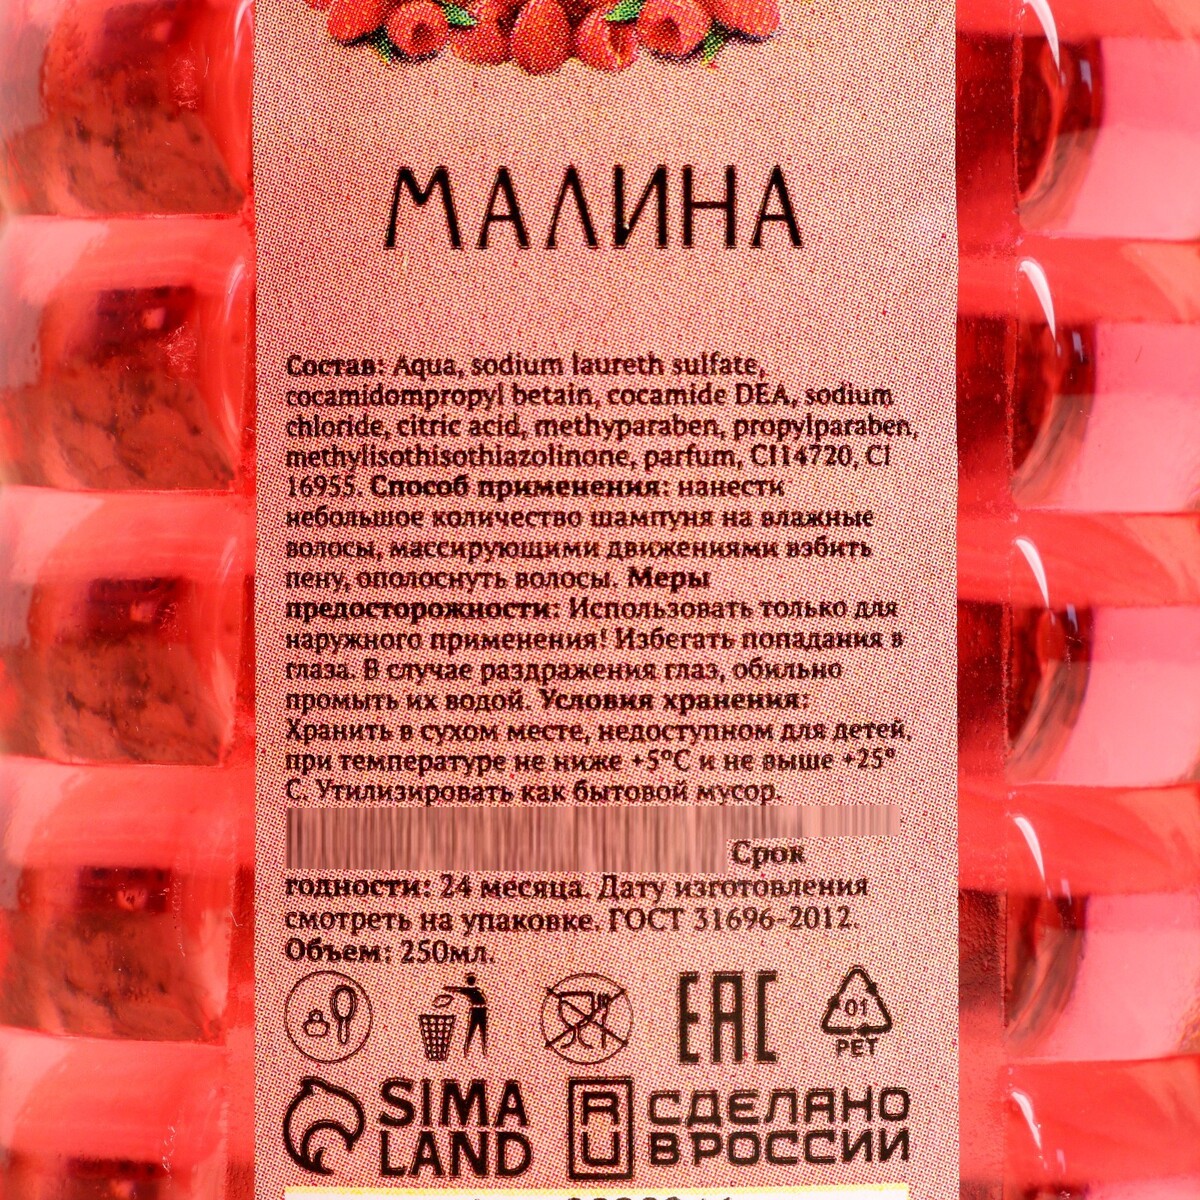 МАЛИНА
Состав: Aqua, sodium laureth sulfate,
cocamidompropyl betain, cocamide DEA, sodium
chloride, citric acid, methyparaben, propylparaben,
methylisothisothiazolinone, parfum, CI14720, CI
16955. Способ применения: нанести
небольшое количество шампуня на влажные
волосы, массирующими движениями взбить
пену, ополоснуть волосы. Меры
предосторожности: Использовать только для
наружного применения! Избегать попадания в
глаза. В случае раздражения глаз, обильно
промыть их водой. Условия хранения:
Хранить в сухом месте, недоступном для детей,
при температуре не ниже +5°С и не выше +25°
С. Утилизировать как бытовой мусор.
Срок
годности: 24 месяца. Дату изготовления
смотреть на упаковке. ГОСТ 31696-2012.
Объем: 250мл.
EAC
01
PET
SIMA
LAND
RU
СДЕЛАНО
В РОССИИ